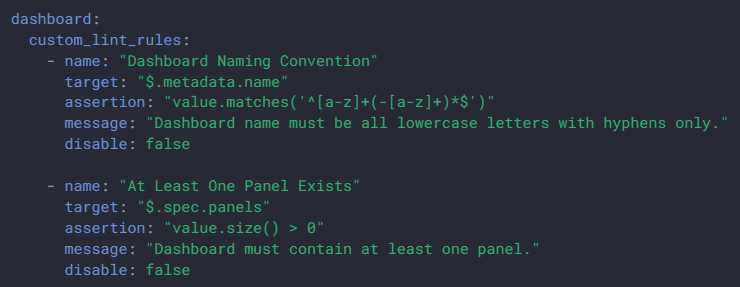 dashboard:
  custom_lint_rules:
    - name: "Dashboard Naming Convention"
      target: "$.metadata.name"
      assertion: "value.matches('^[a-z]+(-[a-z]+)*$')"
      message: "Dashboard name must be all lowercase letters with hyphens only."
      disable: false

    - name: "At Least One Panel Exists"
      target: "$.spec.panels"
      assertion: "value.size() > 0"
      message: "Dashboard must contain at least one panel."
      disable: false